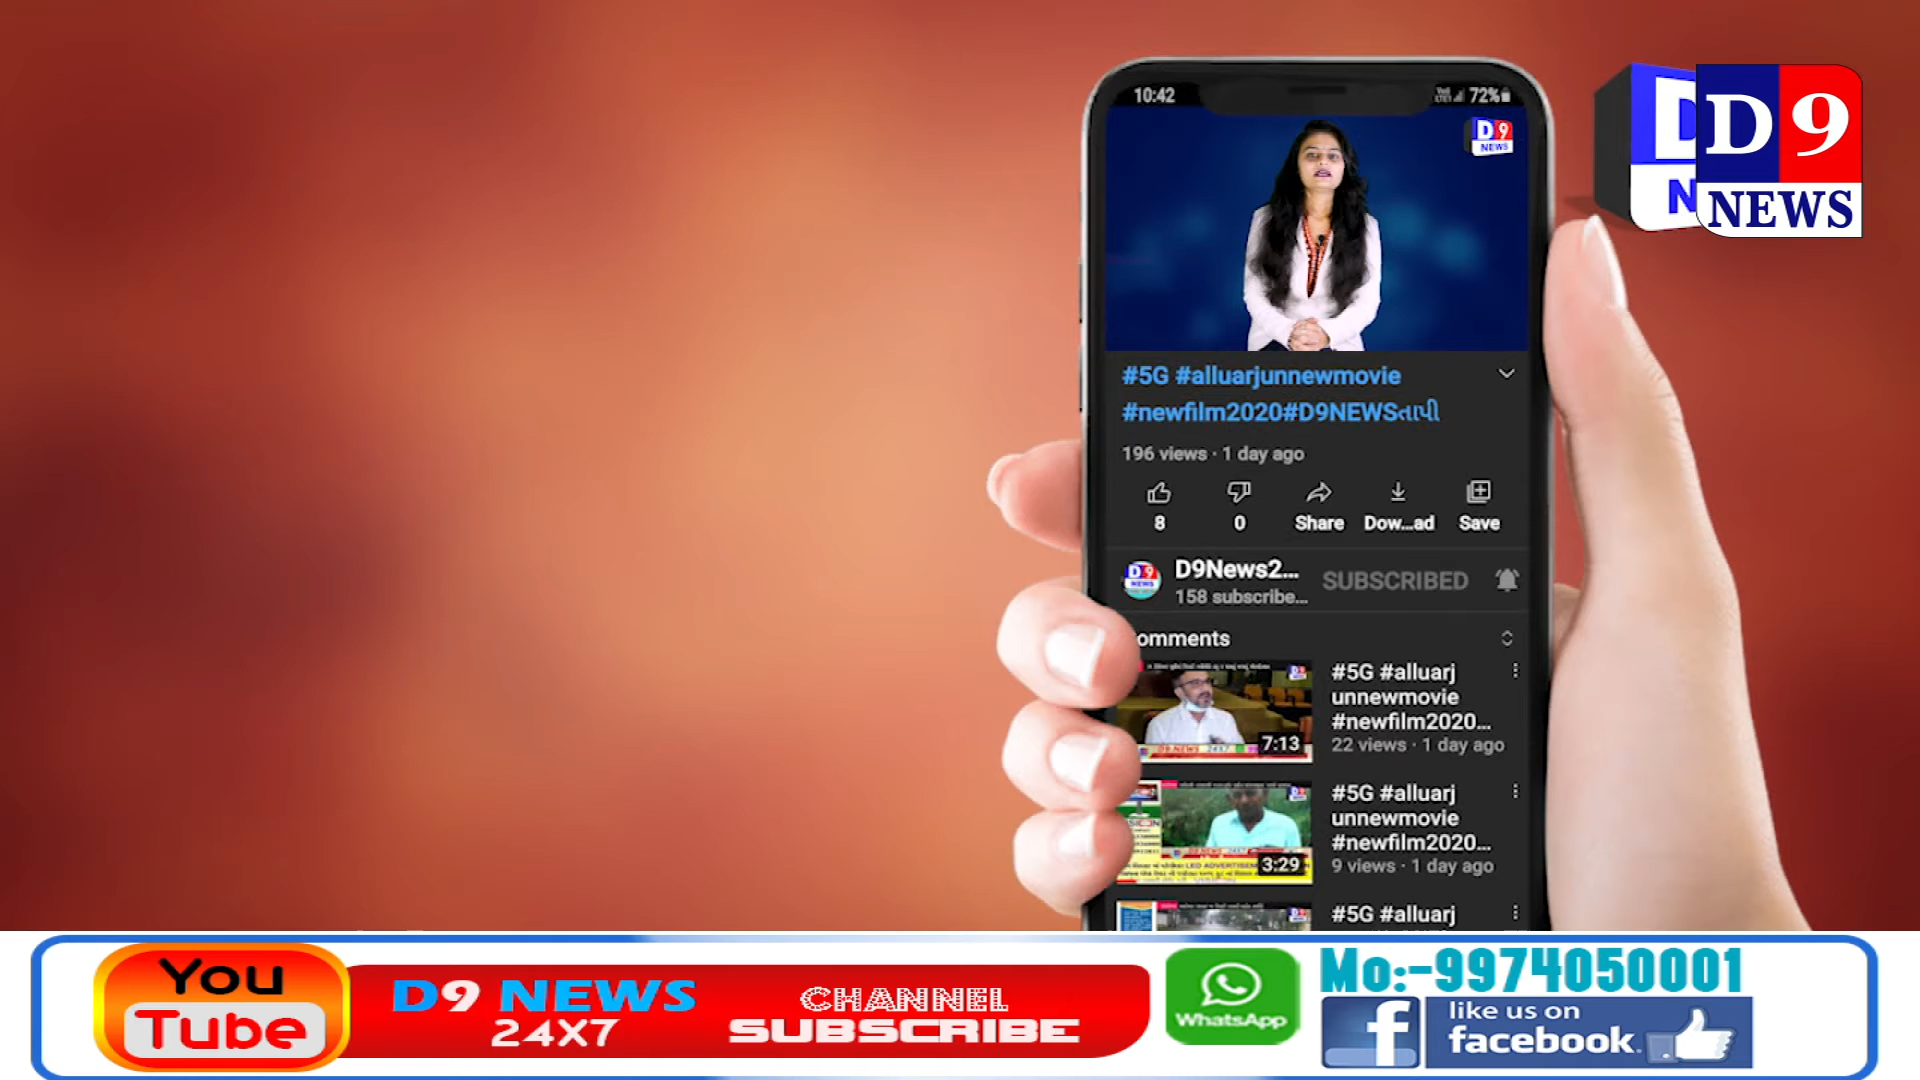 10:42
72%
D9
NEWS
D
N
D9
NEWS
#5G #alluarjunnewmovie
#newfilm2020#D9NEWSતાપી
196 views · 1 day ago
8
0
Share
Dow...ad
Save
D9
NEWS
D9News2...
158 subscribe...
SUBSCRIBED
omments
#5G #alluarj
unnewmovie
#newfilm2020...
22 views · 1 day ago
7:13
#5G #alluarj
unnewmovie
#newfilm2020...
9 views · 1 day ago
3:29
#5G #alluarj
You
Tube
D9 NEWS
24X7
CHANNEL
SUBSCRIBE
WhatsApp
Mo:-9974050001
f
like us on
facebook.